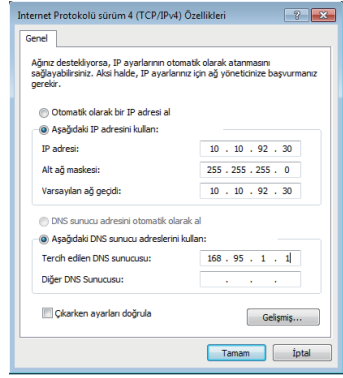 İnternet Protokolü sürüm 4 (TCP/IPv4) Özellikleri
Genel
Ağınız destekliyorsa, IP ayarlarının otomatik olarak atanmasını
sağlayabilirsiniz. Aksi halde, IP ayarlarınız için ağ yöneticinize başvurmanız
gerekir.
Otomatik olarak bir IP adresi al
Aşağıdaki IP adresini kullan:
IP adresi: 10 . 10 . 92 . 30
Alt ağ maskesi: 255 . 255 . 255 . 0
Varsayılan ağ geçidi: 10 . 10 . 92 . 30
DNS sunucu adresini otomatik olarak al
Aşağıdaki DNS sunucu adreslerini kullan:
Tercih edilen DNS sunucusu: 168 . 95 . 1 . 1
Diğer DNS Sunucusu: . . .
Çıkarken ayarları doğrula
Gelişmiş...
Tamam İptal